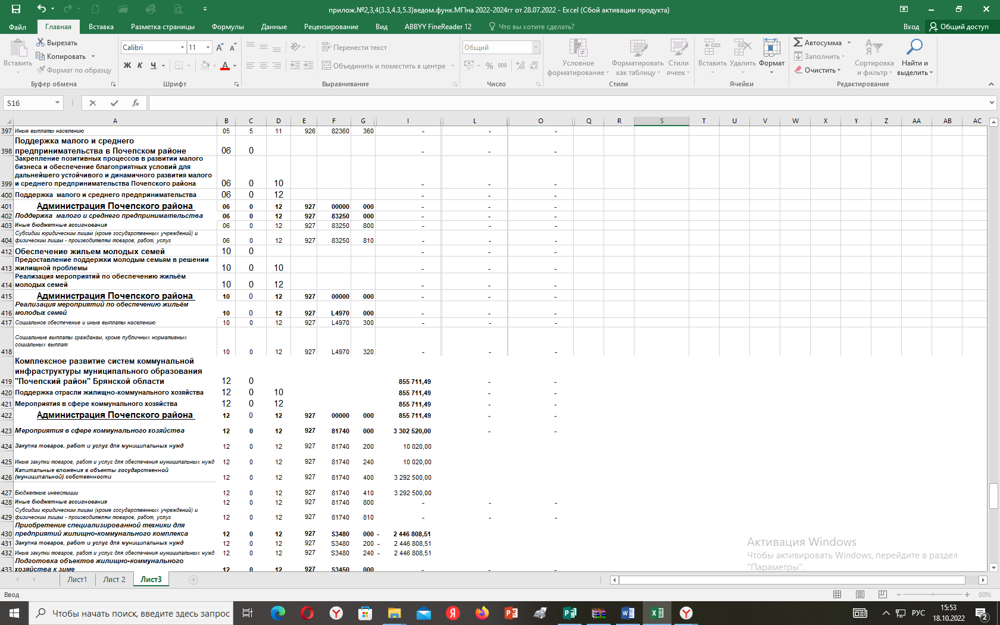 прилож.№2,3,4(3.3,4.3,5.3)ведом.функ.МПна 2022-2024гг от 28.07.2022 - Excel (Сбой активации продукта)
Файл Главная Вставка Разметка страницы Формулы Данные Рецензирование Вид ABBYY FineReader 12 Что вы хотите сделать? Вход Общий доступ
Вставить
Вырезать
Копировать
Формат по образцу
Буфер обмена
Calibri 11
Ж К Ч
Шрифт
Перенести текст
Объединить и поместить в центре
Выравнивание
Общий
% 000
Число
Условное форматирование
Форматировать как таблицу
Стили ячеек
Стили
Вставить Удалить Формат
Ячейки
Автосумма
Заполнить
Очистить
Сортировка и фильтр
Найти и выделить
Редактирование
S16 fx
A B C D E F G I L O Q R S T U V W X Y Z AA AB AC
397 Иные выплаты населению 05 5 11 926 82360 360 - - -
Поддержка малого и среднего
398 предпринимательства в Почепском районе 06 0 - - -
Закрепление позитивных процессов в развитии малого
бизнеса и обеспечение благоприятных условий для
дальнейшего устойчивого и динамичного развития малого
399 и среднего предпринимательства Почепского района 06 0 10 - - -
400 Поддержка малого и среднего предпринимательства 06 0 12 - - -
401 Администрация Почепского района 06 0 12 927 00000 000 - - -
402 Поддержка малого и среднего предпринимательства 06 0 12 927 83250 000 - - -
403 Иные бюджетные ассигнования 06 0 12 927 83250 800 - - -
Субсидии юридическим лицам (кроме государственных учреждений) и
404 физическим лицам - производителям товаров, работ, услуг 06 0 12 927 83250 810 - - -
412 Обеспечение жильем молодых семей 10 0 - - -
Предоставление поддержки молодым семьям в решении
413 жилищной проблемы 10 0 10 - - -
Реализация мероприятий по обеспечению жильём
414 молодых семей 10 0 12 - - -
415 Администрация Почепского района 10 0 12 927 00000 000 - - -
Реализация мероприятий по обеспечению жильём
416 молодых семей 10 0 12 927 L4970 000 - - -
417 Социальное обеспечение и иные выплаты населению 10 0 12 927 L4970 300 - - -
Социальные выплаты гражданам, кроме публичных нормативных
социальных выплат
418 10 0 12 927 L4970 320 - - -
Комплексное развитие систем коммунальной
инфраструктуры муниципального образования
419 "Почепский район" Брянской области 12 0 855 711,49 - -
420 Поддержка отрасли жилищно-коммунального хозяйства 12 0 10 855 711,49 - -
421 Мероприятия в сфере коммунального хозяйства 12 0 12 855 711,49 - -
422 Администрация Почепского района 12 0 12 927 00000 000 855 711,49 - -
423 Мероприятия в сфере коммунального хозяйства 12 0 12 927 81740 000 3 302 520,00 - -
424 Закупка товаров, работ и услуг для муниципальных нужд 12 0 12 927 81740 200 10 020,00
425 Иные закупки товаров, работ и услуг для обеспечения муниципальных нужд 12 0 12 927 81740 240 10 020,00
Капитальные вложения в объекты государственной
426 (муниципальной) собственности 12 0 12 927 81740 400 3 292 500,00
427 Бюджетные инвестиции 12 0 12 927 81740 410 3 292 500,00
428 Иные бюджетные ассигнования 12 0 12 927 81740 800 - - -
Субсидии юридическим лицам (кроме государственных учреждений) и
429 физическим лицам - производителям товаров, работ, услуг 12 0 12 927 81740 810 - - -
Приобретение специализированной техники для
430 предприятий жилищно-коммунального комплекса 12 0 12 927 S3480 000 - 2 446 808,51
431 Закупка товаров, работ и услуг для муниципальных нужд 12 0 12 927 S3480 200 - 2 446 808,51
432 Иные закупки товаров, работ и услуг для обеспечения муниципальных нужд 12 0 12 927 S3480 240 - 2 446 808,51
Подготовка объектов жилищно-коммунального
433 хозяйства к зиме 12 0 12 927 S3450 000 - - -
Активация Windows
Чтобы активировать Windows, перейдите в раздел
"Параметры".
Лист1 Лист 2 Лист3
Ввод 80%
Чтобы начать поиск, введите здесь запрос
РУС 15:53
18.10.2022 2